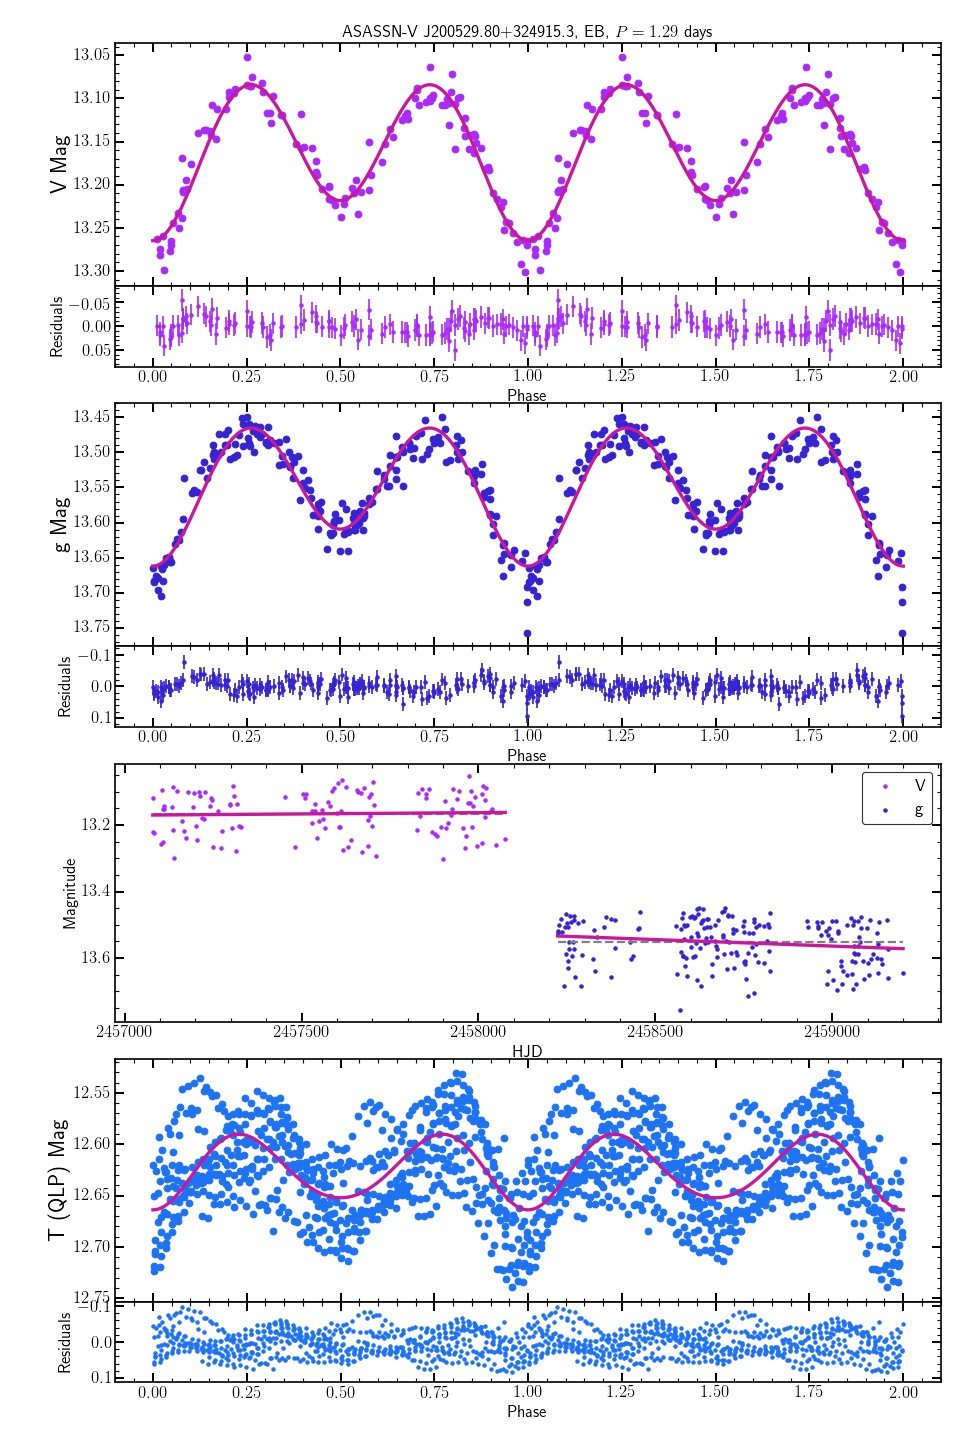 ASASSN-V J200529.80+324915.3, EB, P = 1.29 days
13.05
13.10
13.15
13.20
13.25
13.30
V Mag
−0.05
0.00
0.05
Residuals
0.00 0.25 0.50 0.75 1.00 1.25 1.50 1.75 2.00
Phase
13.45
13.50
13.55
13.60
13.65
13.70
13.75
g Mag
−0.1
0.0
0.1
Residuals
0.00 0.25 0.50 0.75 1.00 1.25 1.50 1.75 2.00
Phase
V
g
13.2
13.4
13.6
Magnitude
2457000 2457500 2458000 2458500 2459000
HJD
12.55
12.60
12.65
12.70
12.75
T (QLP) Mag
−0.1
0.0
0.1
Residuals
0.00 0.25 0.50 0.75 1.00 1.25 1.50 1.75 2.00
Phase